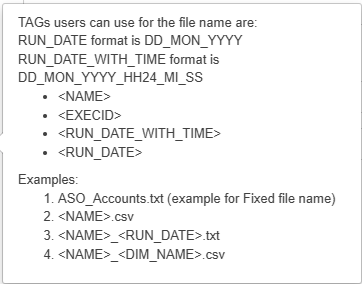 TAGs users can use for the file name are:
RUN_DATE format is DD_MON_YYYY
RUN_DATE_WITH_TIME format is
DD_MON_YYYY_HH24_MI_SS
• <NAME>
• <EXECID>
• <RUN_DATE_WITH_TIME>
• <RUN_DATE>
Examples:
1. ASO_Accounts.txt (example for Fixed file name)
2. <NAME>.csv
3. <NAME>_<RUN_DATE>.txt
4. <NAME>_<DIM_NAME>.csv